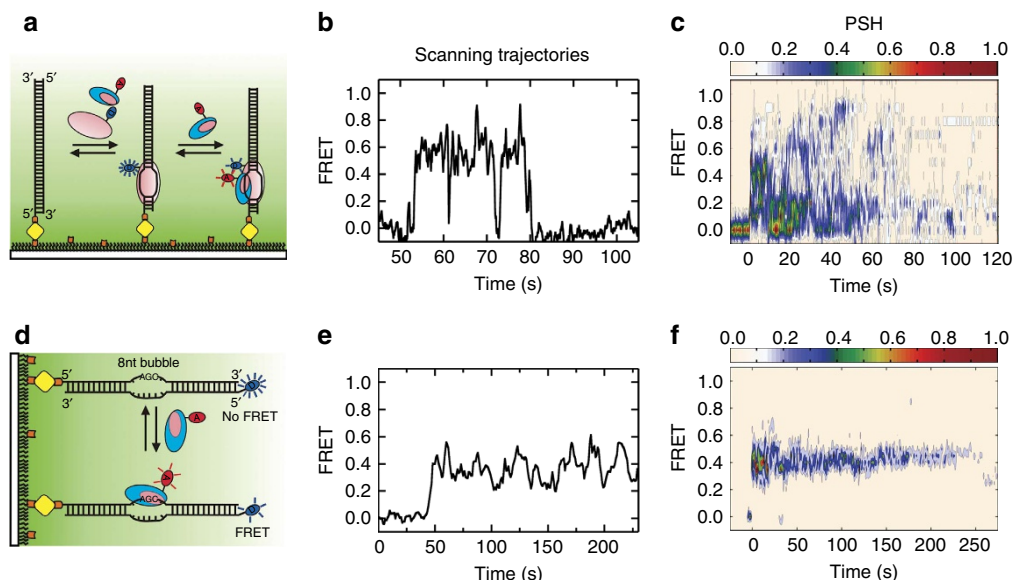 a
3′ 5′
A
D
A
D
D
A
5′ 3′
b
Scanning trajectories
FRET
1.0
0.8
0.6
0.4
0.2
0.0
50 60 70 80 90 100
Time (s)
c
PSH
0.0 0.2 0.4 0.6 0.8 1.0
FRET
1.0
0.8
0.6
0.4
0.2
0.0
0 20 40 60 80 100 120
Time (s)
d
8nt bubble
5′ AGC 3′
3′ 5′
D
No FRET
A
A
AGC
D
FRET
e
FRET
1.0
0.8
0.6
0.4
0.2
0.0
0 50 100 150 200
Time (s)
f
0.0 0.2 0.4 0.6 0.8 1.0
FRET
1.0
0.8
0.6
0.4
0.2
0.0
0 50 100 150 200 250
Time (s)